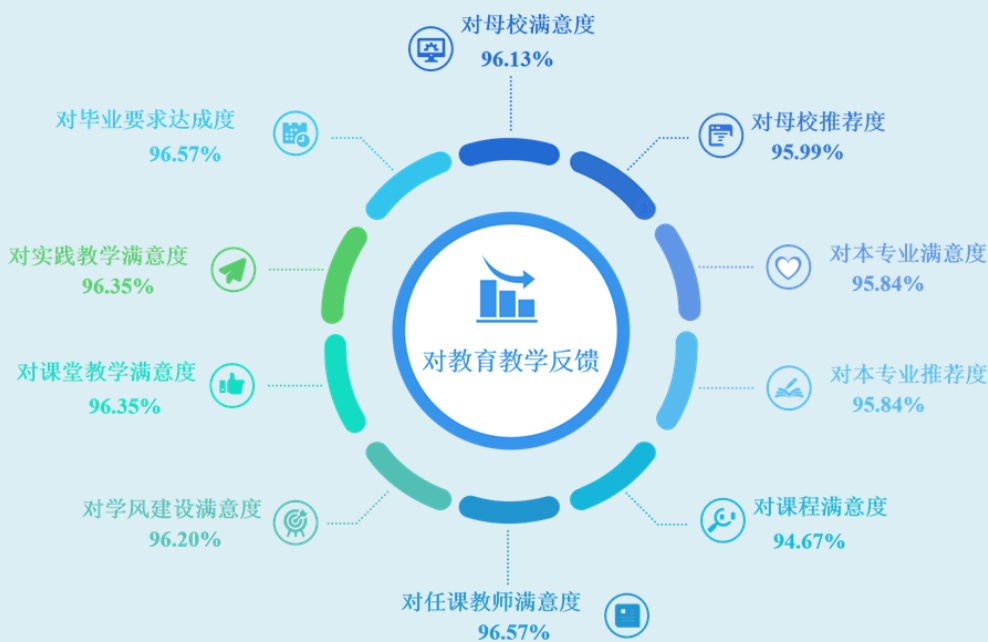 对母校满意度
96.13%
对毕业要求达成度
96.57%
对母校推荐度
95.99%
对实践教学满意度
96.35%
对本专业满意度
95.84%
对教育教学反馈
对课堂教学满意度
96.35%
对本专业推荐度
95.84%
对学风建设满意度
96.20%
对课程满意度
94.67%
对任课教师满意度
96.57%